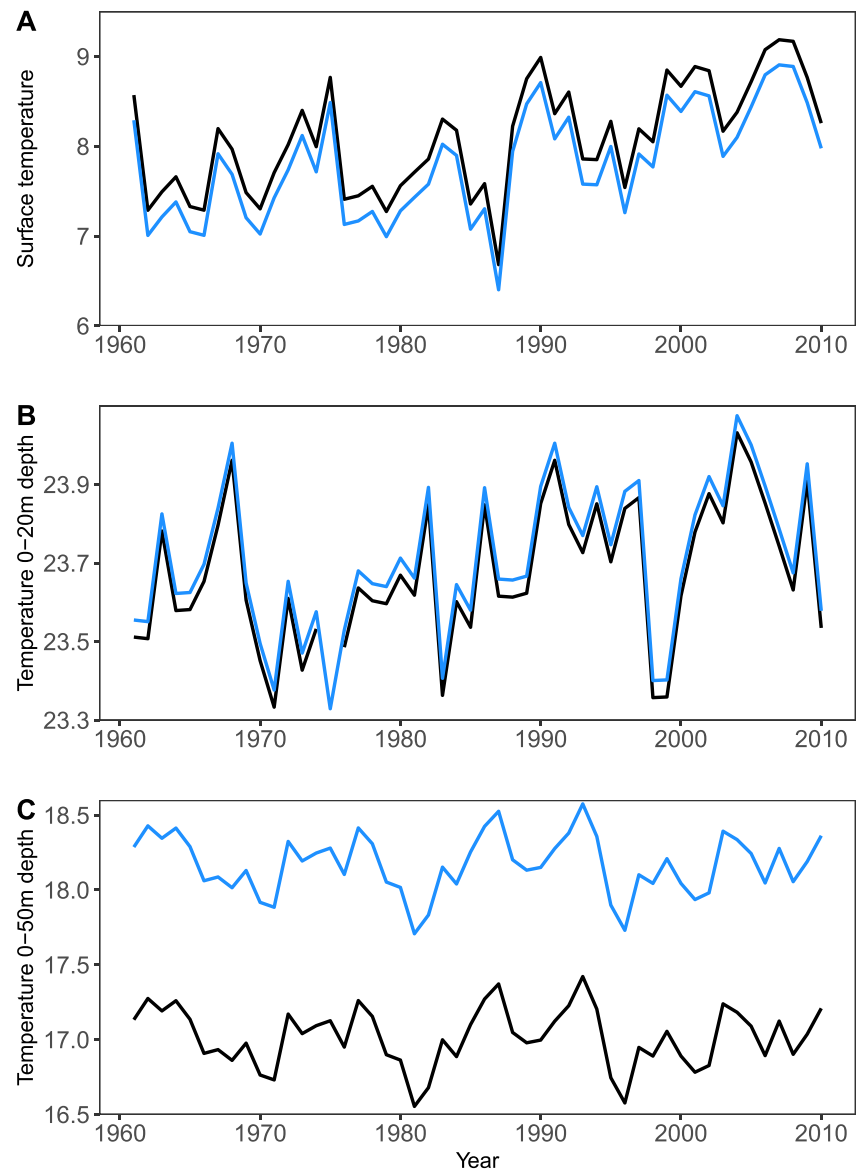 A
Surface temperature
9
8
7
6
1960 1970 1980 1990 2000 2010
B
Temperature 0−20m depth
23.9
23.7
23.5
23.3
1960 1970 1980 1990 2000 2010
C
Temperature 0−50m depth
18.5
18.0
17.5
17.0
16.5
1960 1970 1980 1990 2000 2010
Year